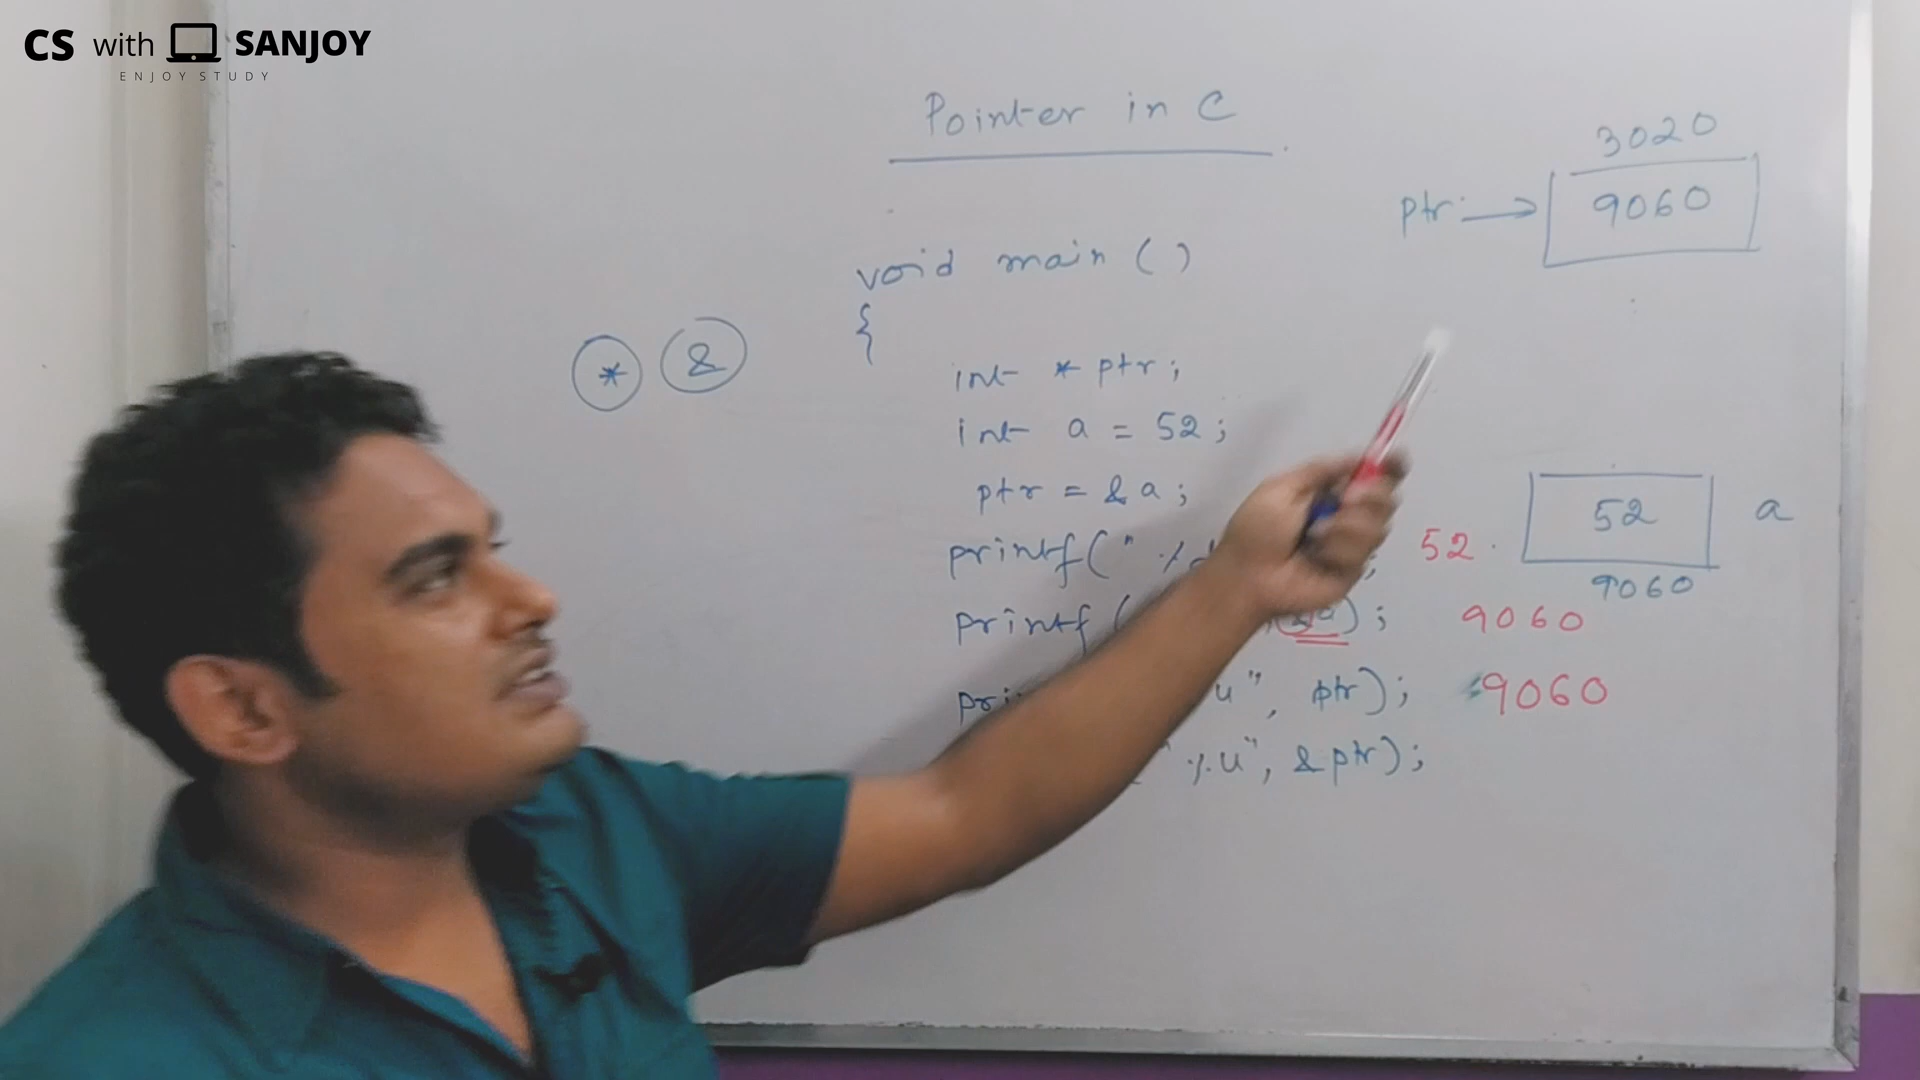 CS with SANJOY
ENJOY STUDY
Pointer in C
3020
ptr → 9060
void main ()
{
* &
int * ptr;
int a = 52;
52 a
9060
ptr = &a;
printf(" %d ; 52
printf ( &a); 9060
pri u", ptr); 9060
" %u", &ptr);